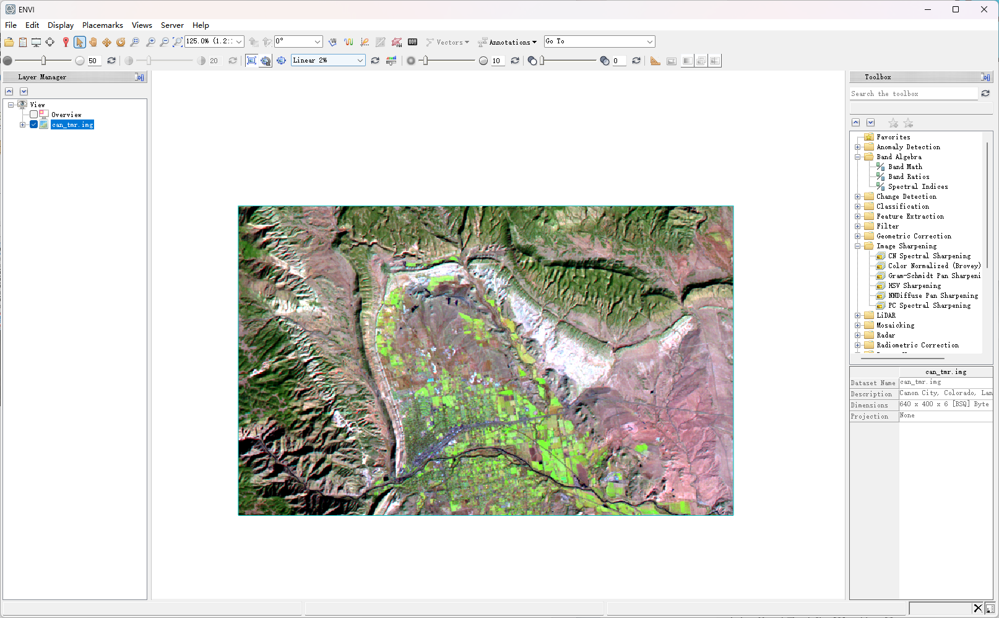 ENVI
File Edit Display Placemarks Views Server Help
125.0% (1.2:: 0° Vectors Annotations Go To
50 20 Linear 2% 10 0
Layer Manager
View
Overview
can_tmr.img
Toolbox
Search the toolbox
Favorites
Anomaly Detection
Band Algebra
Band Math
Band Ratios
Spectral Indices
Change Detection
Classification
Feature Extraction
Filter
Geometric Correction
Image Sharpening
CN Spectral Sharpening
Color Normalized (Brovey)
Gram-Schmidt Pan Sharpeni
HSV Sharpening
NNDiffuse Pan Sharpening
PC Spectral Sharpening
LiDAR
Mosaicking
Radar
Radiometric Correction
can_tmr.img
Dataset Name can_tmr.img
Description Canon City, Colorado, Lan
Dimensions 640 x 400 x 6 [BSQ] Byte
Projection None